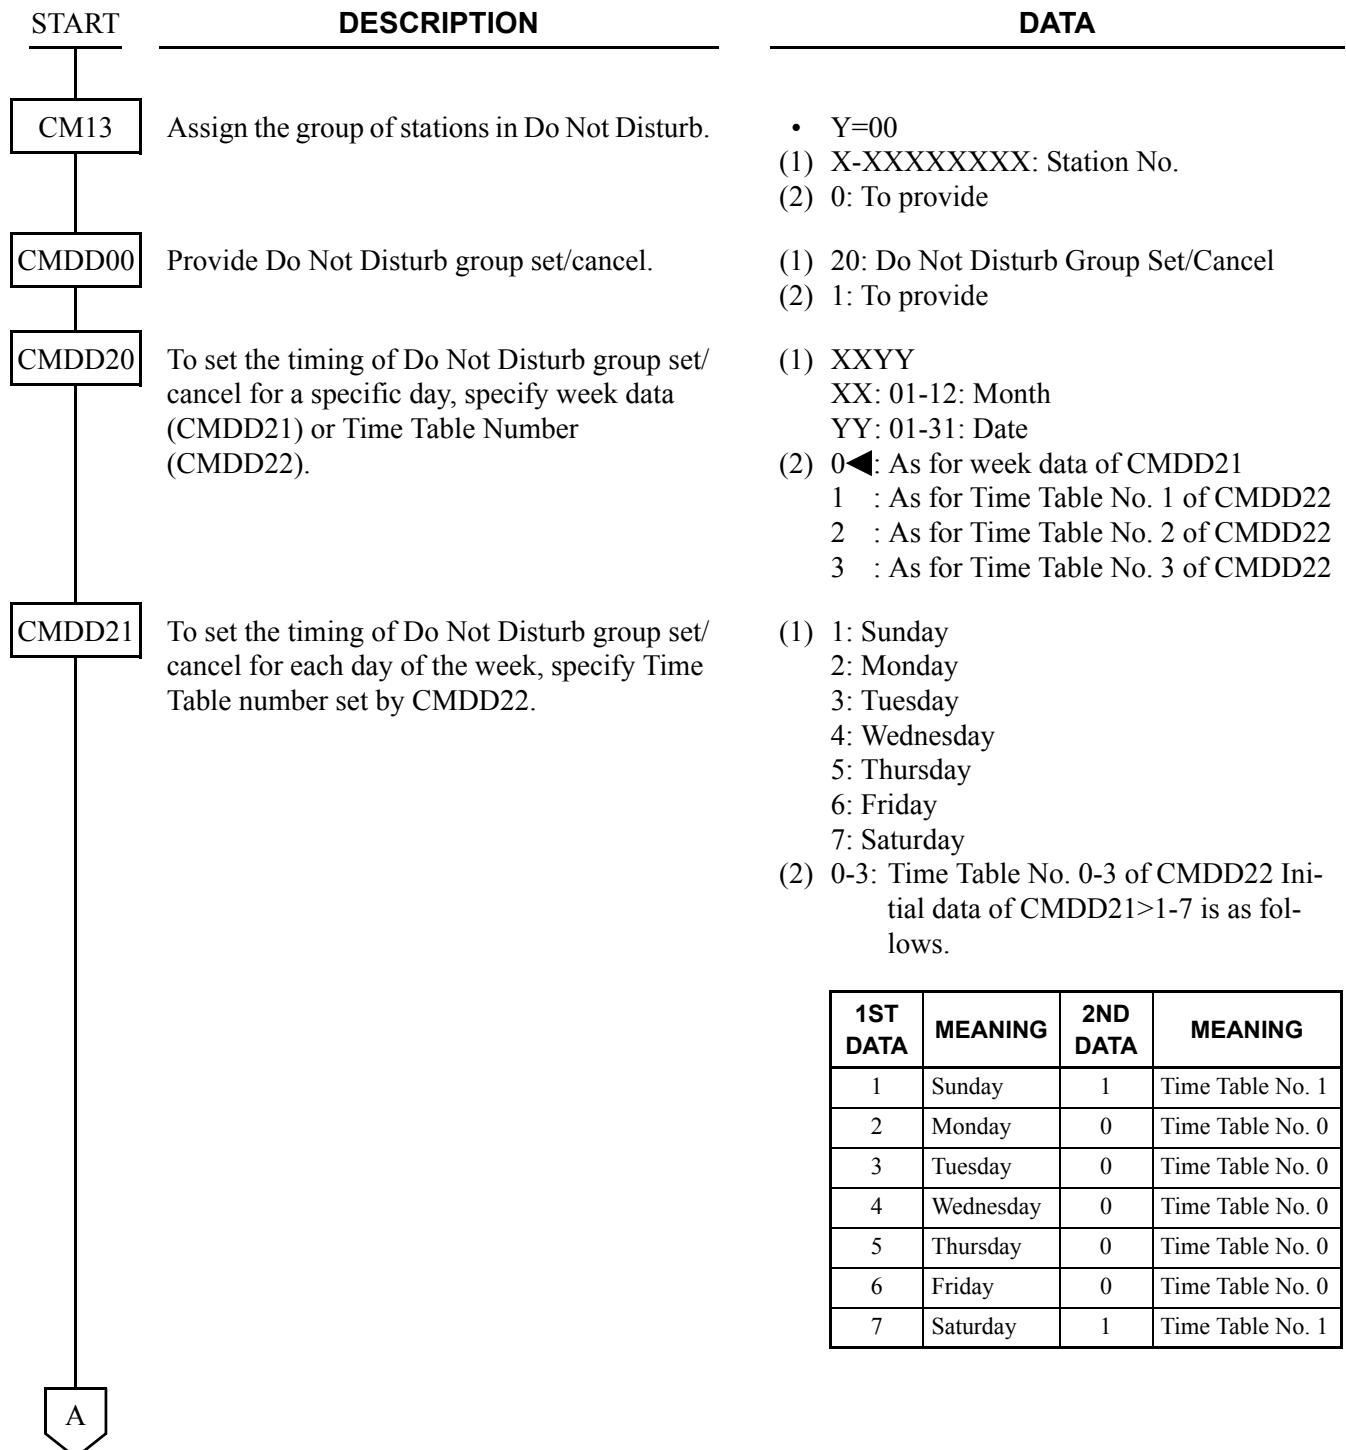 START DESCRIPTION DATA
CM13 Assign the group of stations in Do Not Disturb. • Y=00
(1) X-XXXXXXXX: Station No.
(2) 0: To provide
CMDD00 Provide Do Not Disturb group set/cancel. (1) 20: Do Not Disturb Group Set/Cancel
(2) 1: To provide
CMDD20 To set the timing of Do Not Disturb group set/ (1) XXYY
cancel for a specific day, specify week data XX: 01-12: Month
(CMDD21) or Time Table Number YY: 01-31: Date
(CMDD22). (2) 0◀: As for week data of CMDD21
1 : As for Time Table No. 1 of CMDD22
2 : As for Time Table No. 2 of CMDD22
3 : As for Time Table No. 3 of CMDD22
CMDD21 To set the timing of Do Not Disturb group set/ (1) 1: Sunday
cancel for each day of the week, specify Time 2: Monday
Table number set by CMDD22. 3: Tuesday
4: Wednesday
5: Thursday
6: Friday
7: Saturday
(2) 0-3: Time Table No. 0-3 of CMDD22 Ini-
tial data of CMDD21>1-7 is as fol-
lows.
1ST DATA MEANING 2ND DATA MEANING
1 Sunday 1 Time Table No. 1
2 Monday 0 Time Table No. 0
3 Tuesday 0 Time Table No. 0
4 Wednesday 0 Time Table No. 0
5 Thursday 0 Time Table No. 0
6 Friday 0 Time Table No. 0
7 Saturday 1 Time Table No. 1
A